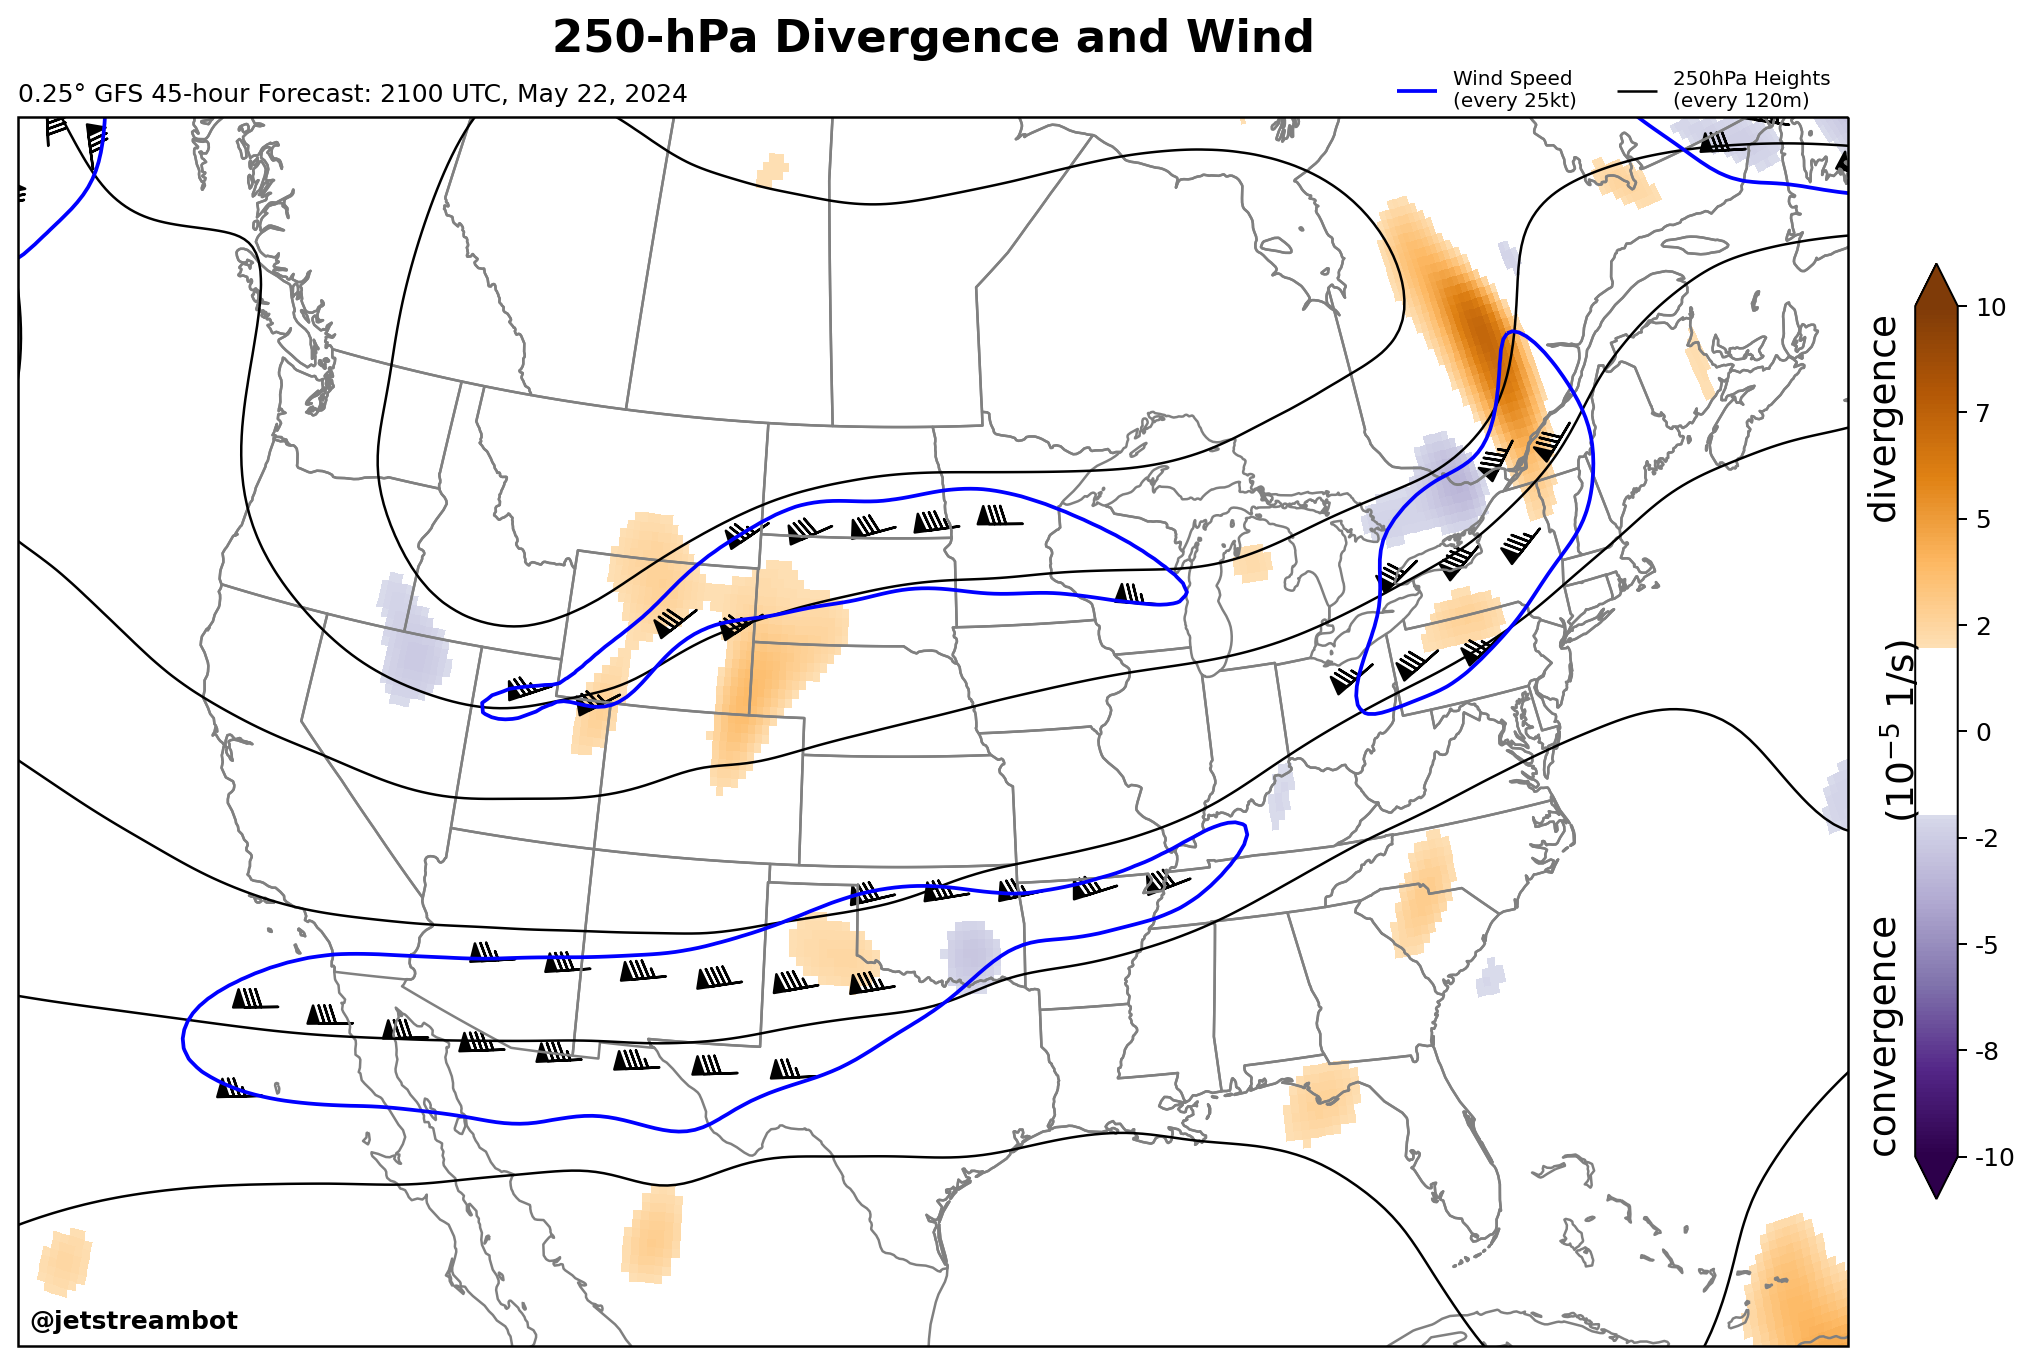 250-hPa Divergence and Wind
0.25° GFS 45-hour Forecast: 2100 UTC, May 22, 2024
Wind Speed
(every 25kt)
250hPa Heights
(every 120m)
10
7
5
2
0
-2
-5
-8
-10
convergence (10⁻⁵ 1/s) divergence
@jetstreambot